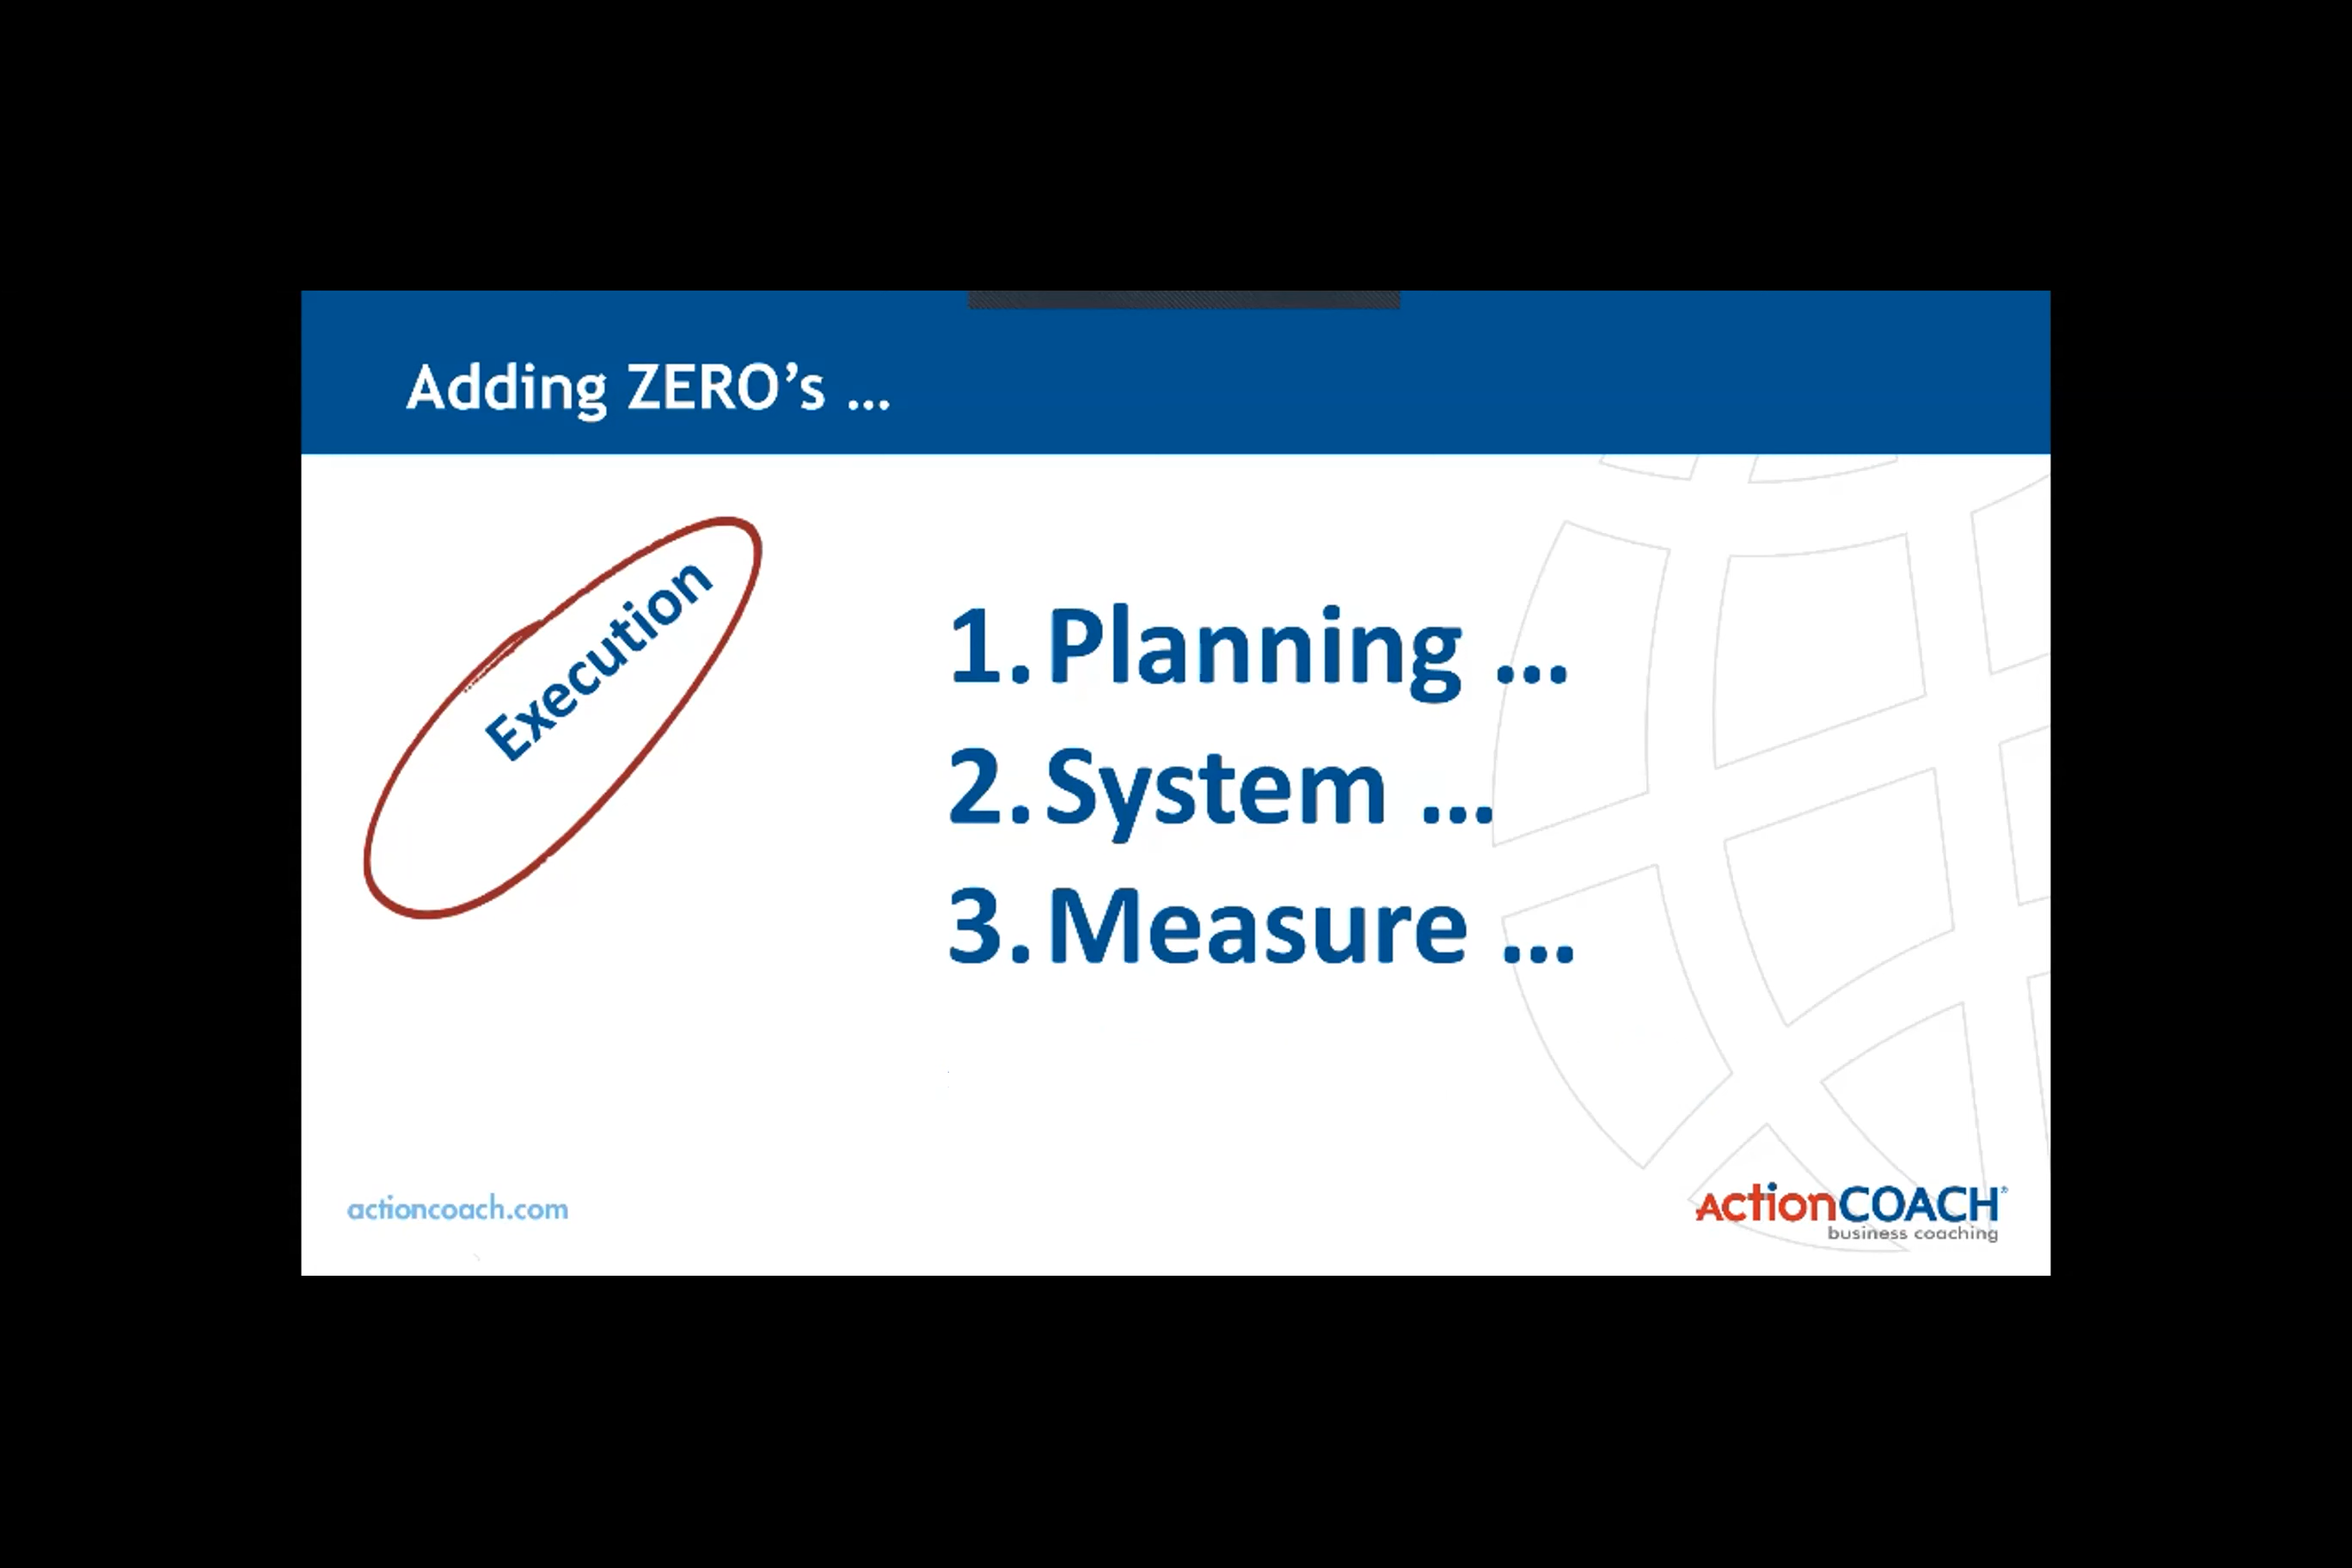 Adding ZERO’s ...
Execution
1. Planning ...
2. System ...
3. Measure ...
actioncoach.com
ActionCOACH®
business coaching